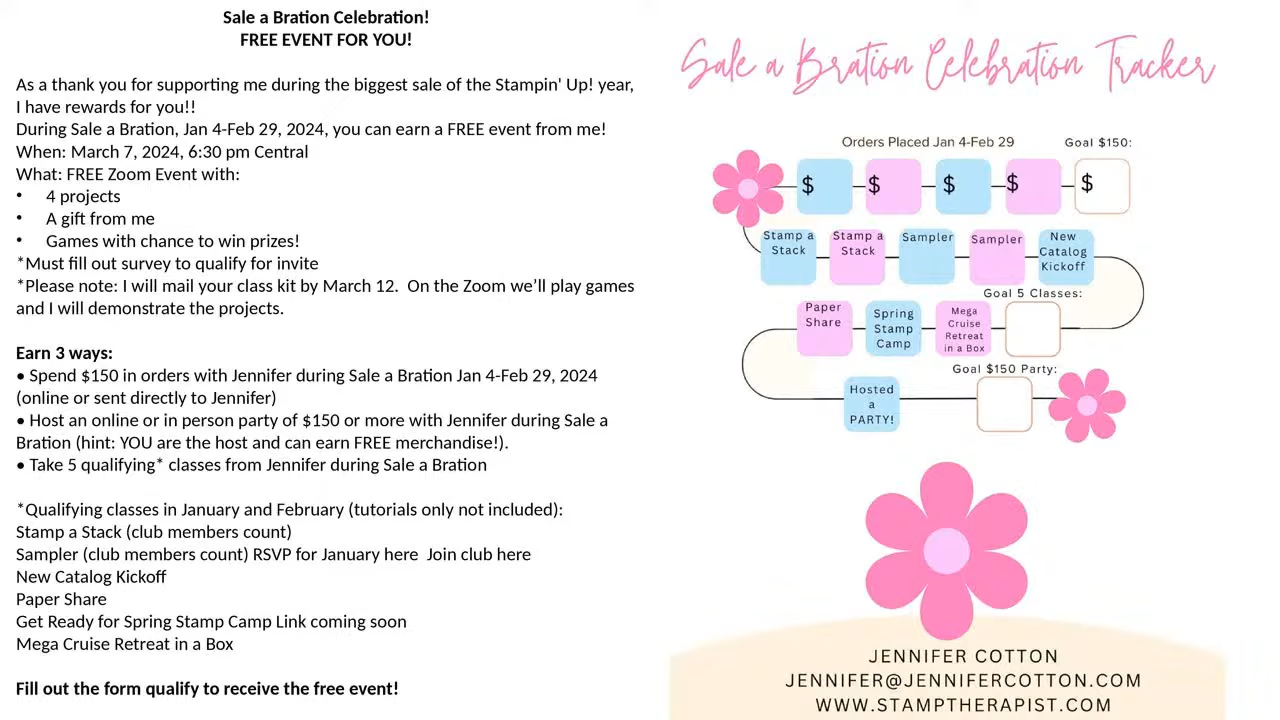 Sale a Bration Celebration!
FREE EVENT FOR YOU!
As a thank you for supporting me during the biggest sale of the Stampin' Up! year,
I have rewards for you!!
During Sale a Bration, Jan 4-Feb 29, 2024, you can earn a FREE event from me!
When: March 7, 2024, 6:30 pm Central
What: FREE Zoom Event with:
• 4 projects
• A gift from me
• Games with chance to win prizes!
*Must fill out survey to qualify for invite
*Please note: I will mail your class kit by March 12.  On the Zoom we'll play games
and I will demonstrate the projects.
Earn 3 ways:
• Spend $150 in orders with Jennifer during Sale a Bration Jan 4-Feb 29, 2024
(online or sent directly to Jennifer)
• Host an online or in person party of $150 or more with Jennifer during Sale a
Bration (hint: YOU are the host and can earn FREE merchandise!).
• Take 5 qualifying* classes from Jennifer during Sale a Bration
*Qualifying classes in January and February (tutorials only not included):
Stamp a Stack (club members count)
Sampler (club members count) RSVP for January here  Join club here
New Catalog Kickoff
Paper Share
Get Ready for Spring Stamp Camp Link coming soon
Mega Cruise Retreat in a Box
Fill out the form qualify to receive the free event!
Sale a Bration Celebration Tracker
Orders Placed Jan 4-Feb 29
Goal $150:
$ $ $ $ $
Stamp a
Stack
Stamp a
Stack
Sampler
Sampler
New
Catalog
Kickoff
Goal 5 Classes:
Paper
Share
Spring
Stamp
Camp
Mega
Cruise
Retreat
in a Box
Goal $150 Party:
Hosted
a
PARTY!
JENNIFER COTTON
JENNIFER@JENNIFERCOTTON.COM
WWW.STAMPTHERAPIST.COM